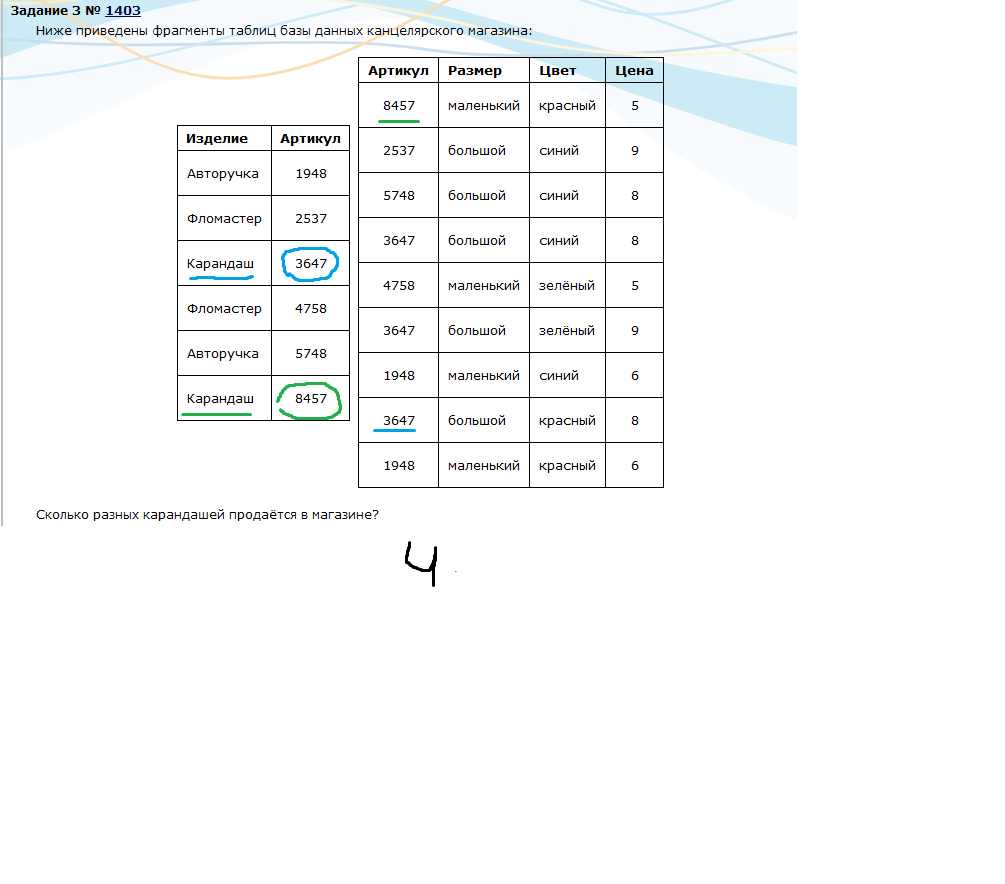 Задание 3 № 1403
Ниже приведены фрагменты таблиц базы данных канцелярского магазина:
Изделие Артикул
Авторучка 1948
Фломастер 2537
Карандаш 3647
Фломастер 4758
Авторучка 5748
Карандаш 8457
Артикул Размер Цвет Цена
8457 маленький красный 5
2537 большой синий 9
5748 большой синий 8
3647 большой синий 8
4758 маленький зелёный 5
3647 большой зелёный 9
1948 маленький синий 6
3647 большой красный 8
1948 маленький красный 6
Сколько разных карандашей продаётся в магазине?
4